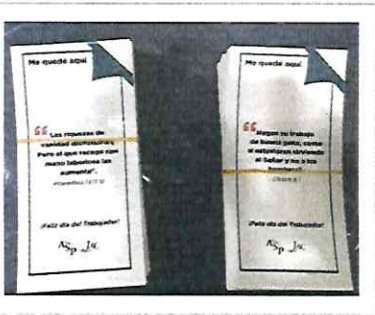 Me quedé aquí
“ Las riquezas de
vanidad disminuirán;
Pero el que recoge con
mano laboriosa las
aumenta”.
¡Feliz día del Trabajador!
Me quedé aquí
“ Hagan su trabajo
de buena gana, como
si estuvieran sirviendo
al Señor y no a los
hombres”.
¡Feliz día del Trabajador!